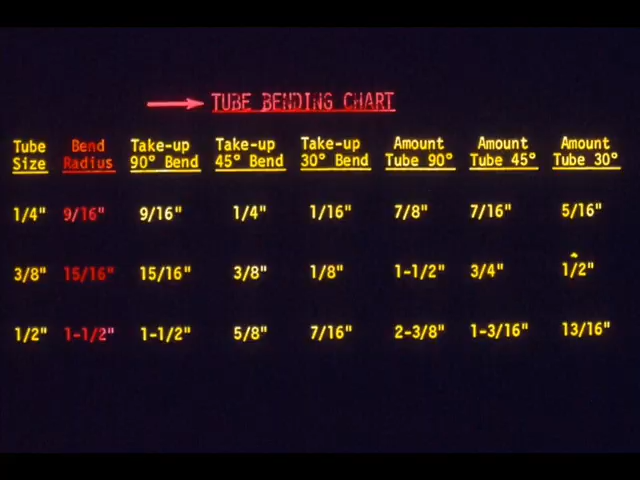 TUBE BENDING CHART
Tube Size Bend Radius Take-up 90° Bend Take-up 45° Bend Take-up 30° Bend Amount Tube 90° Amount Tube 45° Amount Tube 30°
1/4" 9/16" 9/16" 1/4" 1/16" 7/8" 7/16" 5/16"
3/8" 15/16" 15/16" 3/8" 1/8" 1-1/2" 3/4" 1/2"
1/2" 1-1/2" 1-1/2" 5/8" 7/16" 2-3/8" 1-3/16" 13/16"